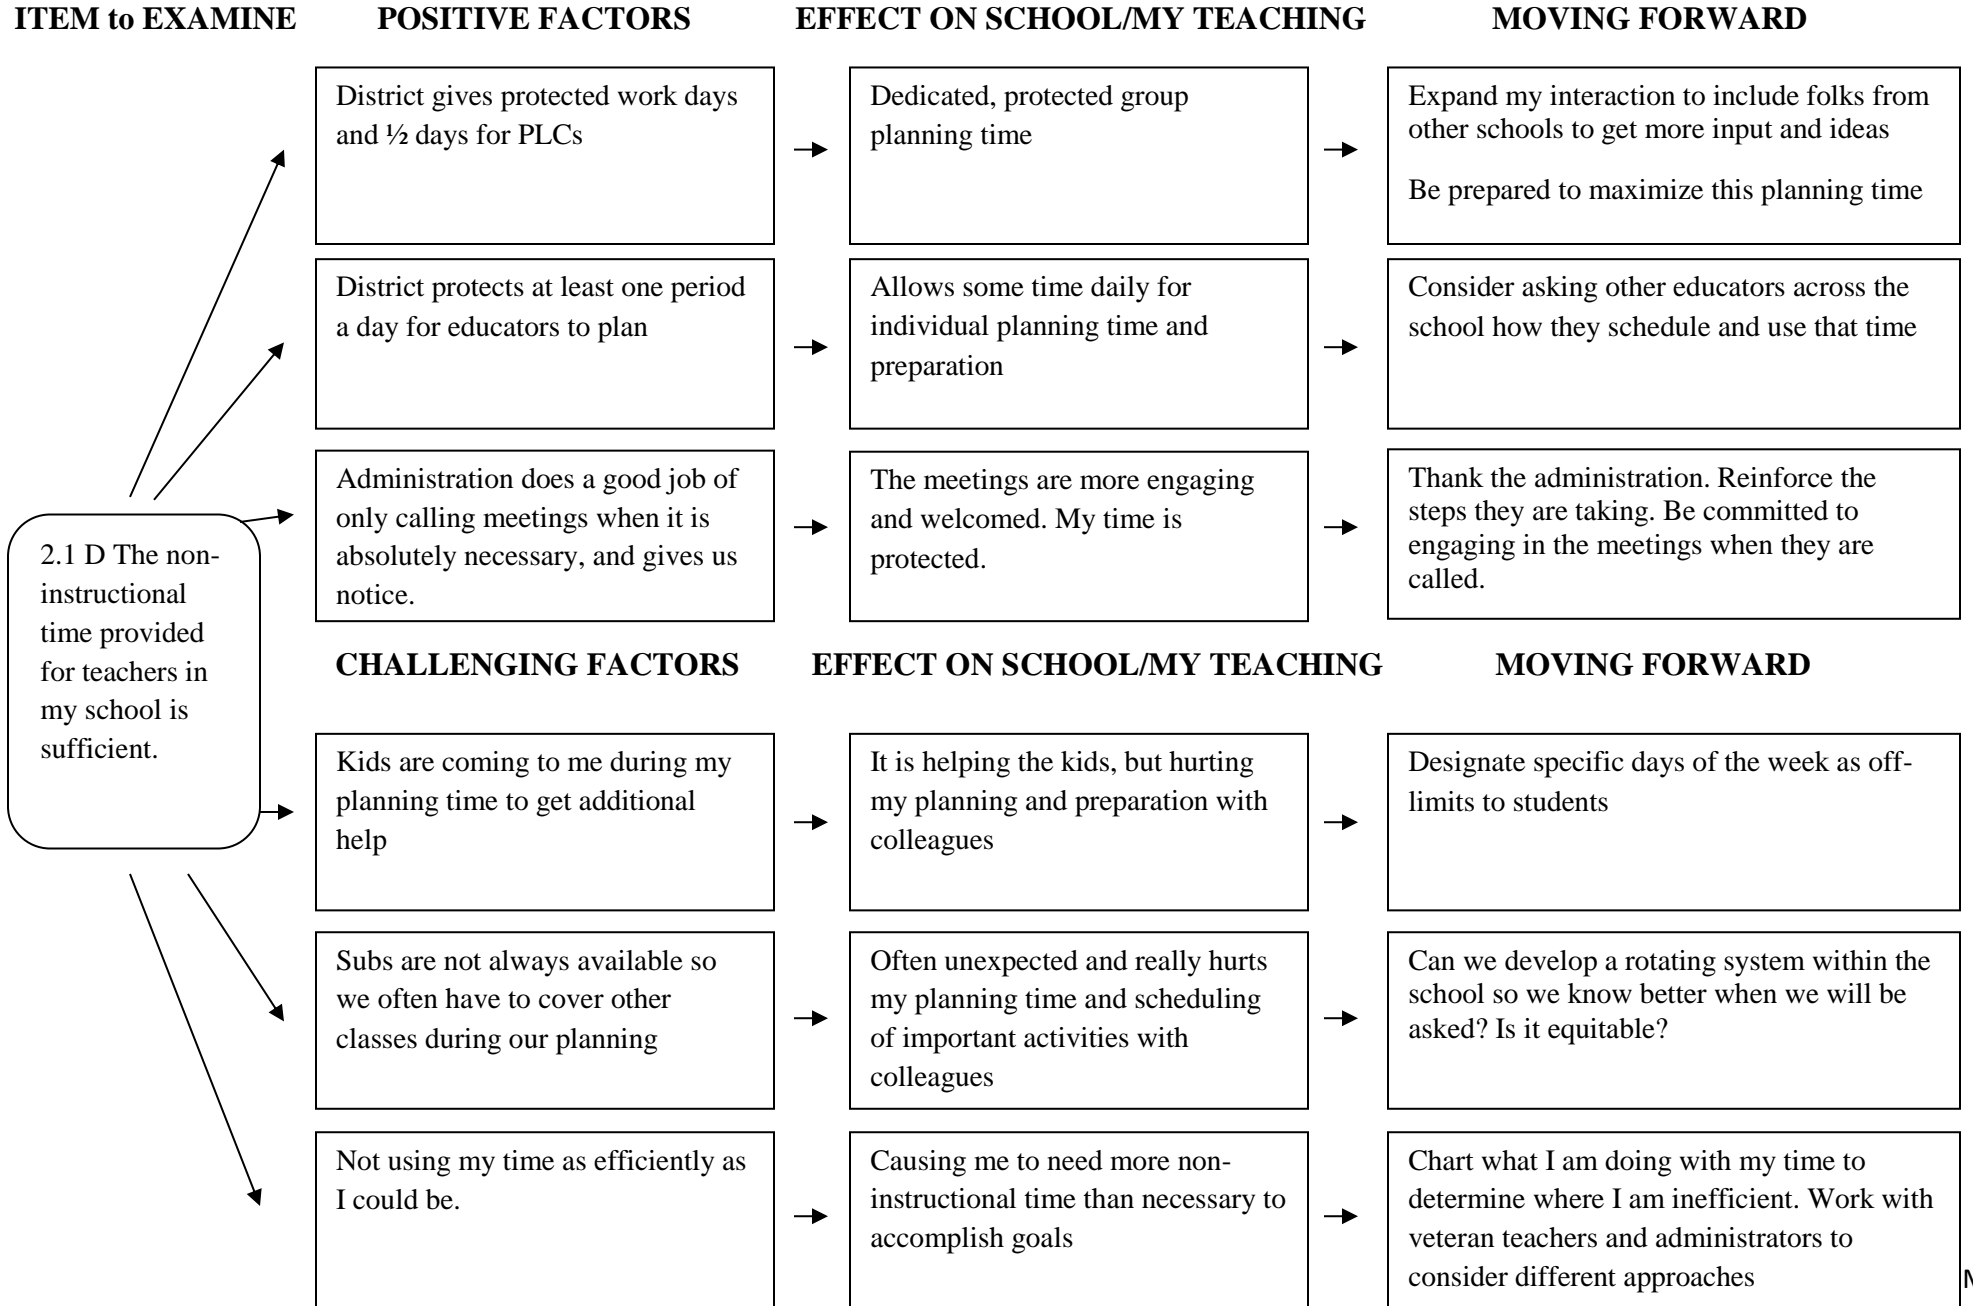 ITEM to EXAMINE
POSITIVE FACTORS
EFFECT ON SCHOOL/MY TEACHING
MOVING FORWARD
District gives protected work days
and ½ days for PLCs
Dedicated, protected group
planning time
Expand my interaction to include folks from
other schools to get more input and ideas
Be prepared to maximize this planning time
District protects at least one period
a day for educators to plan
Allows some time daily for
individual planning time and
preparation
Consider asking other educators across the
school how they schedule and use that time
Administration does a good job of
only calling meetings when it is
absolutely necessary, and gives us
notice.
The meetings are more engaging
and welcomed. My time is
protected.
Thank the administration. Reinforce the
steps they are taking. Be committed to
engaging in the meetings when they are
called.
2.1 D The non-
instructional
time provided
for teachers in
my school is
sufficient.
CHALLENGING FACTORS
EFFECT ON SCHOOL/MY TEACHING
MOVING FORWARD
Kids are coming to me during my
planning time to get additional
help
It is helping the kids, but hurting
my planning and preparation with
colleagues
Designate specific days of the week as off-
limits to students
Subs are not always available so
we often have to cover other
classes during our planning
Often unexpected and really hurts
my planning time and scheduling
of important activities with
colleagues
Can we develop a rotating system within the
school so we know better when we will be
asked? Is it equitable?
Not using my time as efficiently as
I could be.
Causing me to need more non-
instructional time than necessary to
accomplish goals
Chart what I am doing with my time to
determine where I am inefficient. Work with
veteran teachers and administrators to
consider different approaches